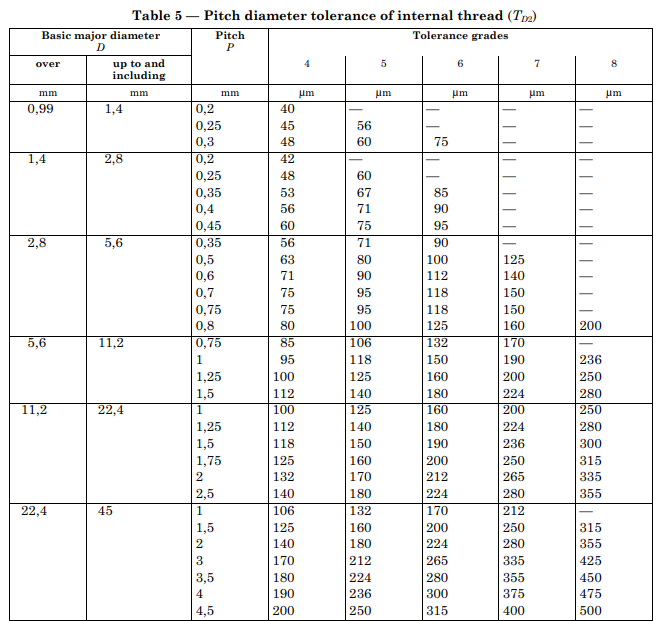 Table 5 — Pitch diameter tolerance of internal thread (TD2)
Basic major diameter D Pitch P Tolerance grades
over up to and including 4 5 6 7 8
mm mm mm µm µm µm µm µm
0,99 1,4 0,2 40 — — — —
0,25 45 56 — — —
0,3 48 60 75 — —
1,4 2,8 0,2 42 — — — —
0,25 48 60 — — —
0,35 53 67 85 — —
0,4 56 71 90 — —
0,45 60 75 95 — —
2,8 5,6 0,35 56 71 90 — —
0,5 63 80 100 125 —
0,6 71 90 112 140 —
0,7 75 95 118 150 —
0,75 75 95 118 150 —
0,8 80 100 125 160 200
5,6 11,2 0,75 85 106 132 170 —
1 95 118 150 190 236
1,25 100 125 160 200 250
1,5 112 140 180 224 280
11,2 22,4 1 100 125 160 200 250
1,25 112 140 180 224 280
1,5 118 150 190 236 300
1,75 125 160 200 250 315
2 132 170 212 265 335
2,5 140 180 224 280 355
22,4 45 1 106 132 170 212 —
1,5 125 160 200 250 315
2 140 180 224 280 355
3 170 212 265 335 425
3,5 180 224 280 355 450
4 190 236 300 375 475
4,5 200 250 315 400 500